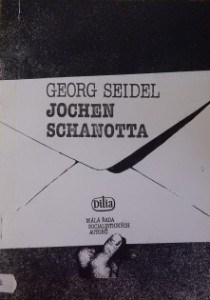 GEORG SEIDEL
JOCHEN
SCHANOTTA
Dilia
MALÁ ŘADA
SOCIALISTICKÝCH
AUTORŮ